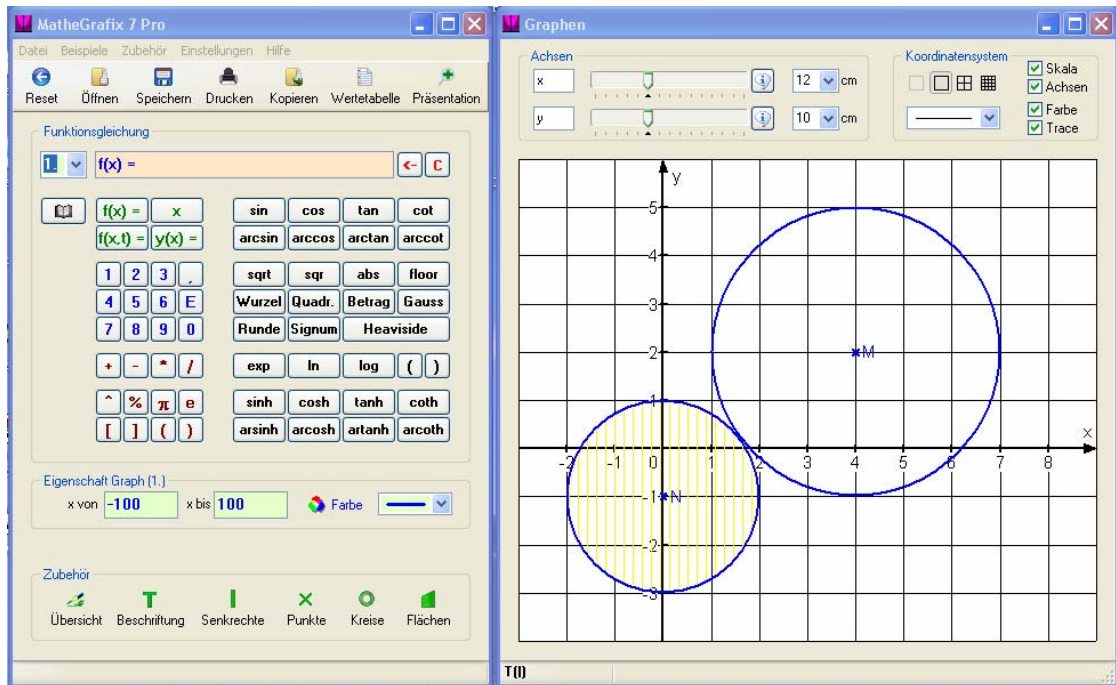 MatheGrafix 7 Pro
Datei Beispiele Zubehör Einstellungen Hilfe
Reset Öffnen Speichern Drucken Kopieren Wertetabelle Präsentation
Funktionsgleichung
1. f(x) = <- C
f(x) = x sin cos tan cot
f(x,t) = y(x) = arcsin arccos arctan arccot
1 2 3 , sqrt sqr abs floor
4 5 6 E Wurzel Quadr. Betrag Gauss
7 8 9 0 Runde Signum Heaviside
+ - * / exp ln log ( )
^ % π e sinh cosh tanh coth
[ ] ( ) arsinh arcosh artanh arcoth
Eigenschaft Graph (1.)
x von -100 x bis 100 Farbe
Zubehör
Übersicht Beschriftung Senkrechte Punkte Kreise Flächen
Graphen
Achsen
x 12 cm
y 10 cm
Koordinatensystem
Skala
Achsen
Farbe
Trace
y
5
4
3
2 M
1
x
-2 -1 0 1 2 3 4 5 6 7 8
-1 N
-2
-3
T(I)